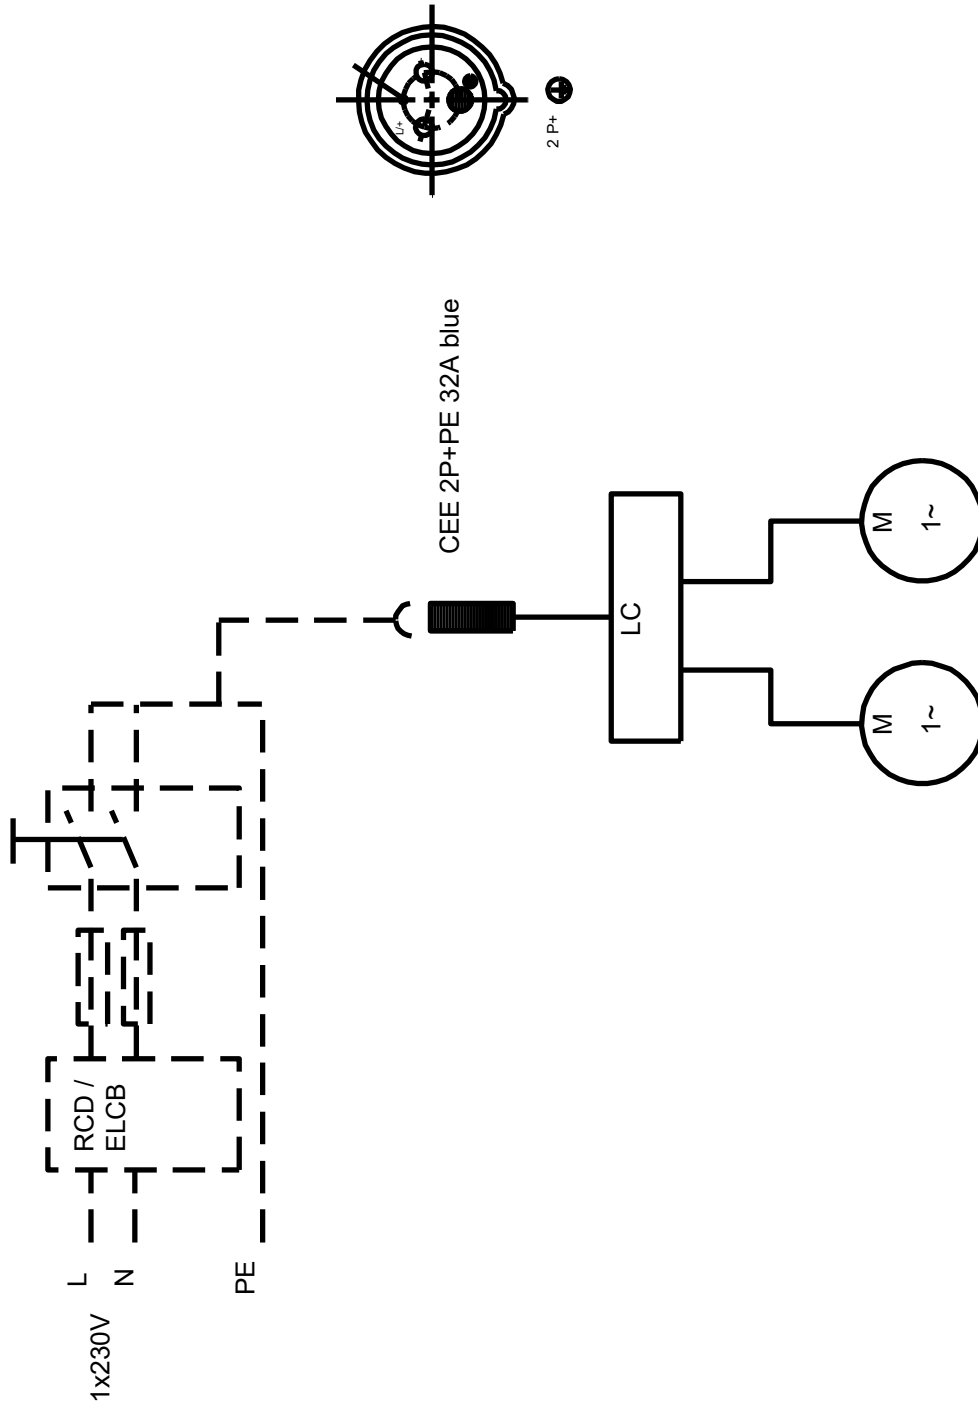 1x230V
L
N
PE
RCD /
ELCB
CEE 2P+PE 32A blue
L/+
2 P+
LC
M
1~
M
1~